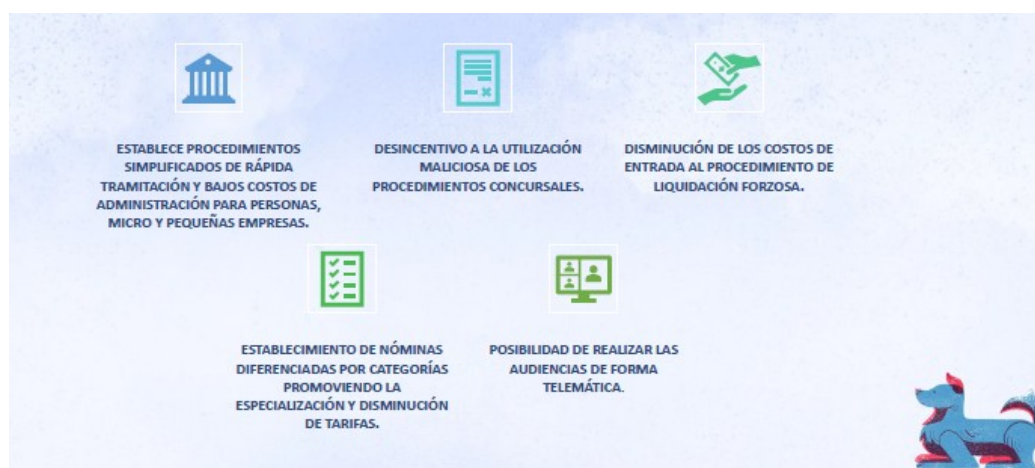 ESTABLECE PROCEDIMIENTOS
SIMPLIFICADOS DE RÁPIDA
TRAMITACIÓN Y BAJOS COSTOS DE
ADMINISTRACIÓN PARA PERSONAS,
MICRO Y PEQUEÑAS EMPRESAS.
DESINCENTIVO A LA UTILIZACIÓN
MALICIOSA DE LOS
PROCEDIMIENTOS CONCURSALES.
DISMINUCIÓN DE LOS COSTOS DE
ENTRADA AL PROCEDIMIENTO DE
LIQUIDACIÓN FORZOSA.
ESTABLECIMIENTO DE NÓMINAS
DIFERENCIADAS POR CATEGORÍAS
PROMOVIENDO LA
ESPECIALIZACIÓN Y DISMINUCIÓN
DE TARIFAS.
POSIBILIDAD DE REALIZAR LAS
AUDIENCIAS DE FORMA
TELEMÁTICA.